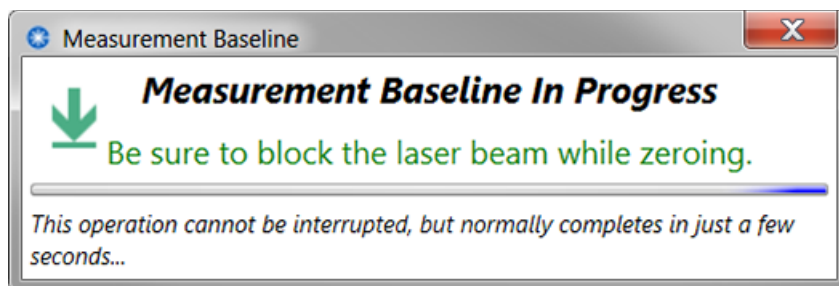 Measurement Baseline
Measurement Baseline In Progress
Be sure to block the laser beam while zeroing.
This operation cannot be interrupted, but normally completes in just a few
seconds...